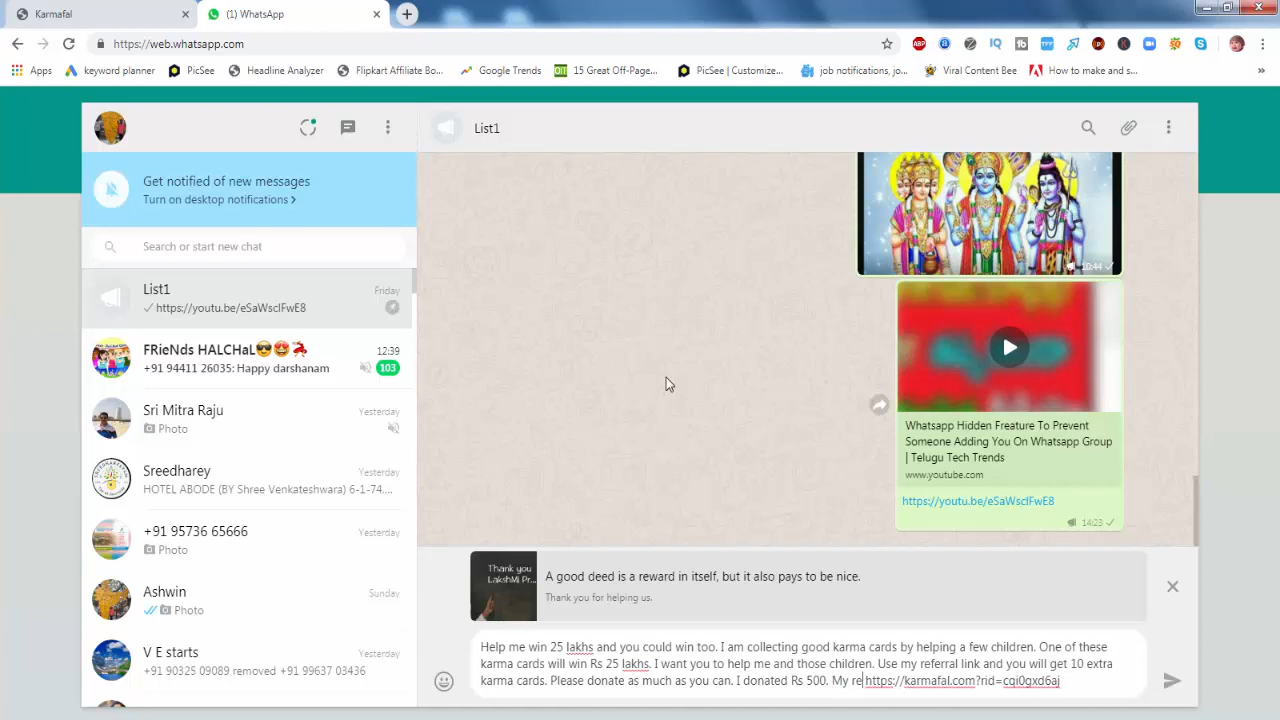 Karmafal
(1) WhatsApp
https://web.whatsapp.com
Apps
keyword planner
PicSee
Headline Analyzer
Flipkart Affiliate Bo...
Google Trends
15 Great Off-Page...
PicSee | Customize...
job notifications, jo...
Viral Content Bee
How to make and s...
List1
Get notified of new messages
Turn on desktop notifications
Search or start new chat
List1
Friday
https://youtu.be/eSaWscIFwE8
FRieNds HALCHaL😎🤩💃
12:39
+91 94411 26035: Happy darshanam
103
Sri Mitra Raju
Yesterday
Photo
Sreedharey
Yesterday
HOTEL ABODE (BY Shree Venkateshwara) 6-1-74....
+91 95736 65666
Yesterday
Photo
Ashwin
Sunday
Photo
V E starts
Yesterday
+91 90325 09089 removed +91 99637 03436
10:44
Whatsapp Hidden Freature To Prevent
Someone Adding You On Whatsapp Group
| Telugu Tech Trends
www.youtube.com
https://youtu.be/eSaWscIFwE8
14:23
Thank you
LakshMi Pr...
A good deed is a reward in itself, but it also pays to be nice.
Thank you for helping us.
Help me win 25 lakhs and you could win too. I am collecting good karma cards by helping a few children. One of these
karma cards will win Rs 25 lakhs. I want you to help me and those children. Use my referral link and you will get 10 extra
karma cards. Please donate as much as you can. I donated Rs 500. My re https://karmafal.com?rid=cqi0gxd6aj